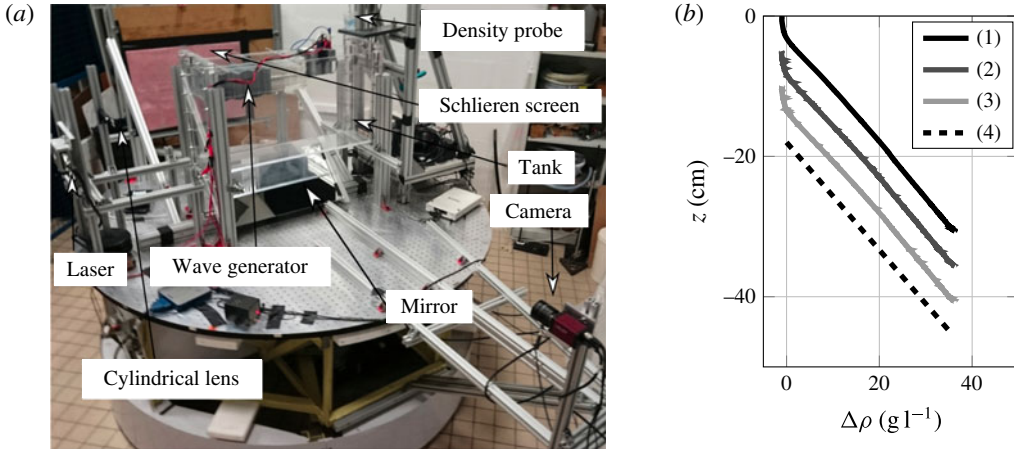 (a)
Density probe
Schlieren screen
Tank
Camera
Laser
Wave generator
Mirror
Cylindrical lens
(b)
0
−20
−40
z (cm)
(1)
(2)
(3)
(4)
0 20 40
Δρ (g l⁻¹)